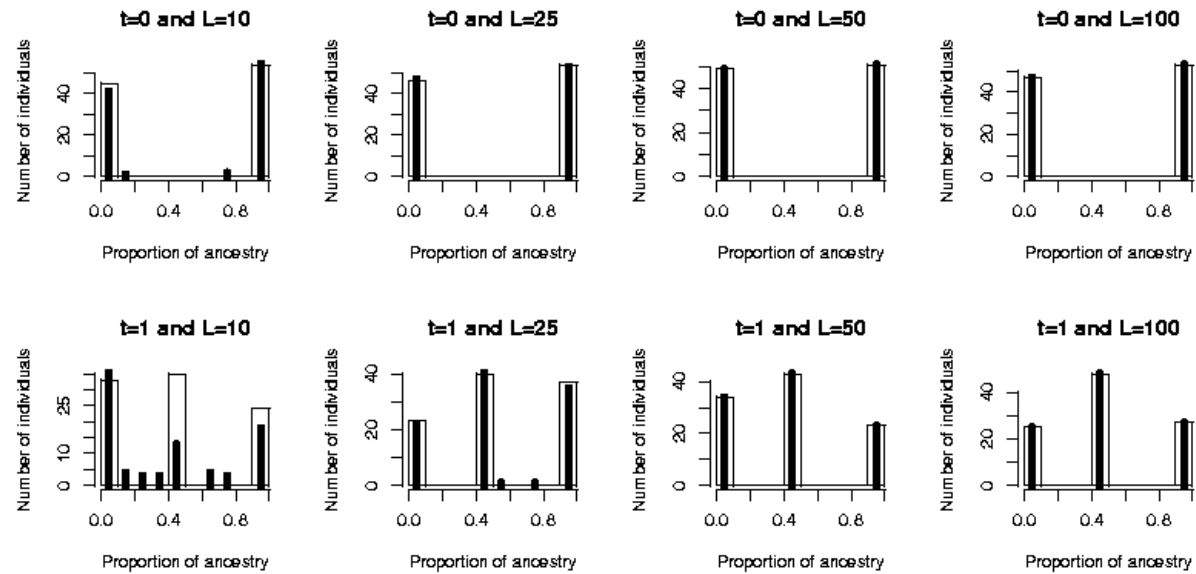 t=0 and L=10
Number of individuals
0 20 40
0.0 0.4 0.8
Proportion of ancestry
t=0 and L=25
Number of individuals
0 20 40
0.0 0.4 0.8
Proportion of ancestry
t=0 and L=50
Number of individuals
0 20 40
0.0 0.4 0.8
Proportion of ancestry
t=0 and L=100
Number of individuals
0 20 40
0.0 0.4 0.8
Proportion of ancestry
t=1 and L=10
Number of individuals
0 10 25
0.0 0.4 0.8
Proportion of ancestry
t=1 and L=25
Number of individuals
0 20 40
0.0 0.4 0.8
Proportion of ancestry
t=1 and L=50
Number of individuals
0 20 40
0.0 0.4 0.8
Proportion of ancestry
t=1 and L=100
Number of individuals
0 20 40
0.0 0.4 0.8
Proportion of ancestry